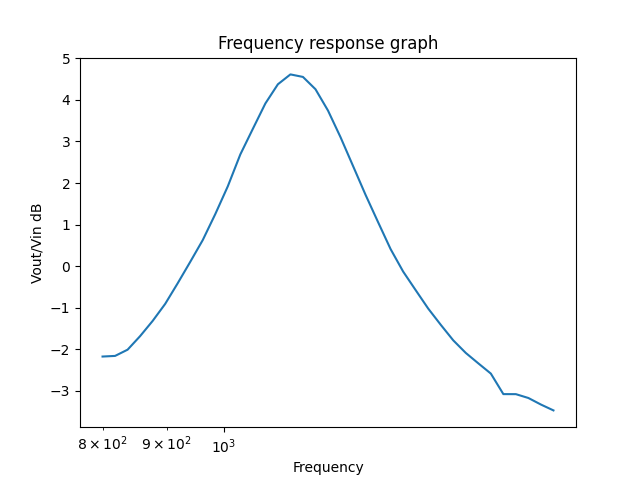 Frequency response graph
Vout/Vin dB
5
4
3
2
1
0
−1
−2
−3
8 × 10² 9 × 10² 10³
Frequency